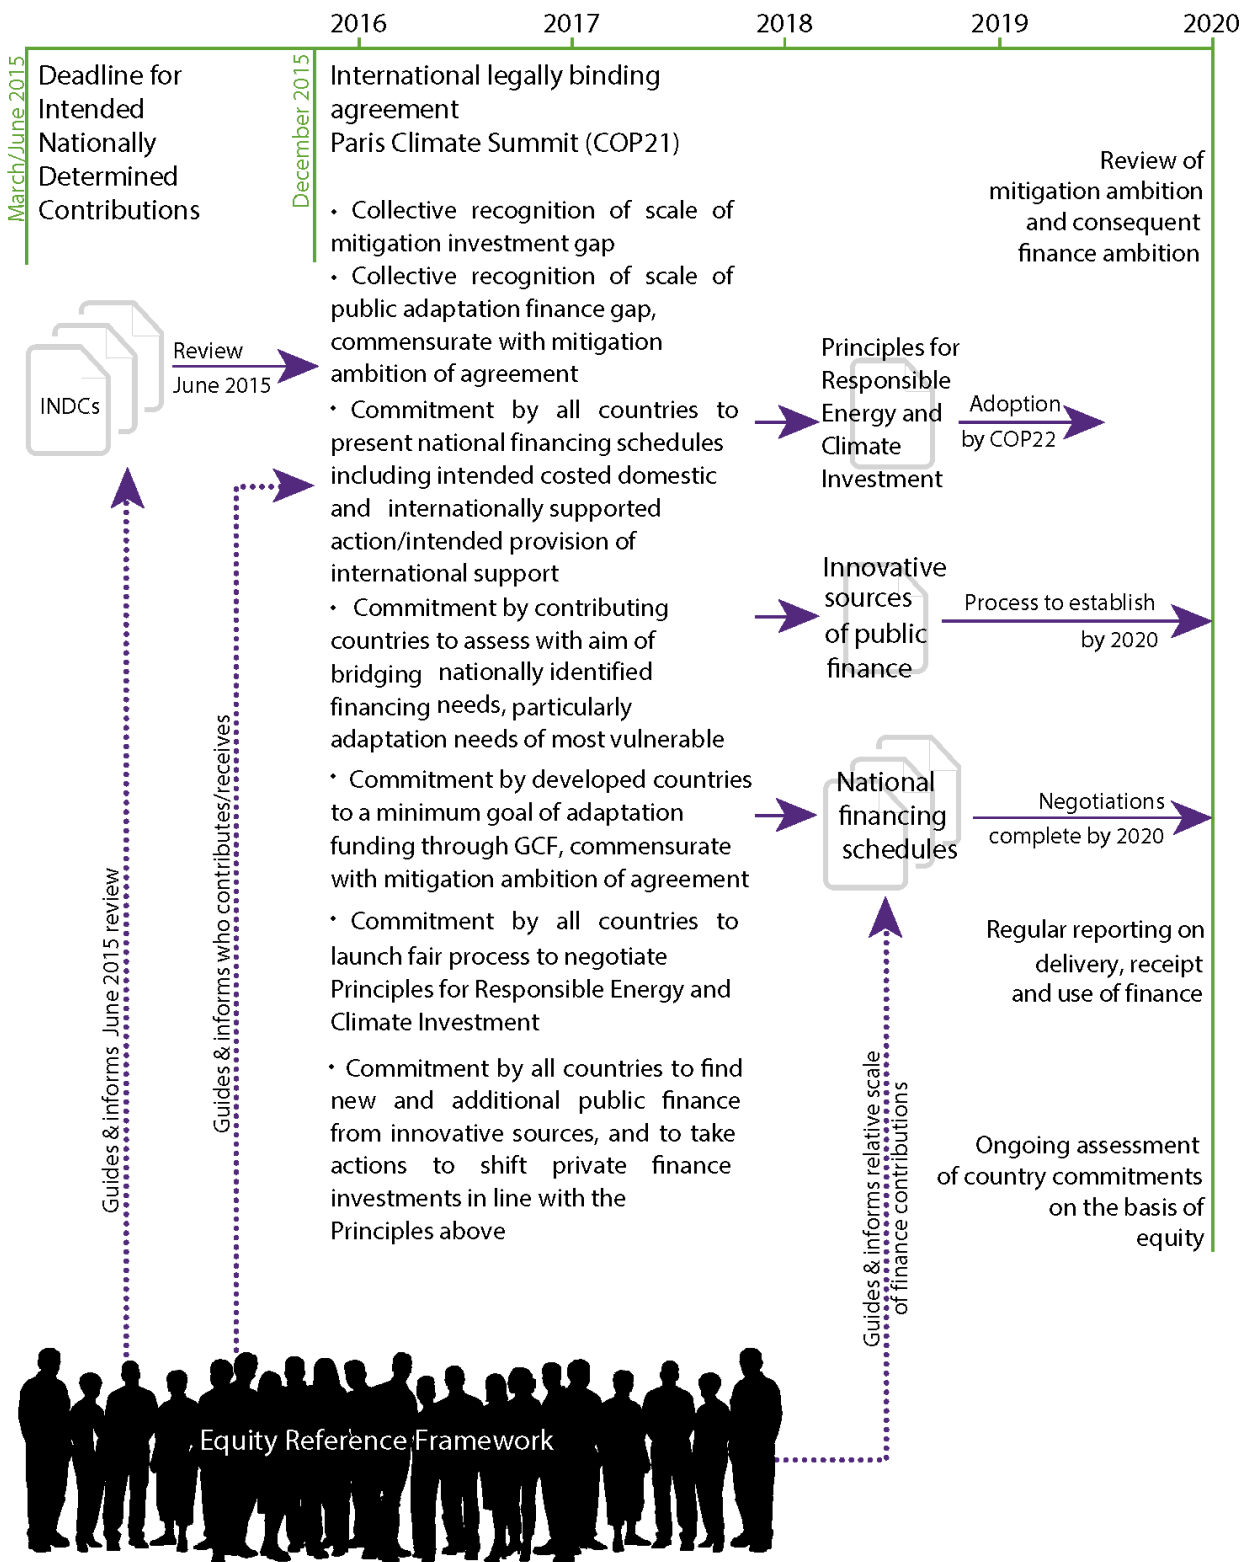 2016
2017
2018
2019
2020
March/June 2015
Deadline for
Intended
Nationally
Determined
Contributions
December 2015
International legally binding
agreement
Paris Climate Summit (COP21)
• Collective recognition of scale of
mitigation investment gap
• Collective recognition of scale of
public adaptation finance gap,
commensurate with mitigation
ambition of agreement
• Commitment by all countries to
present national financing schedules
including intended costed domestic
and internationally supported
action/intended provision of
international support
• Commitment by contributing
countries to assess with aim of
bridging nationally identified
financing needs, particularly
adaptation needs of most vulnerable
• Commitment by developed countries
to a minimum goal of adaptation
funding through GCF, commensurate
with mitigation ambition of agreement
• Commitment by all countries to
launch fair process to negotiate
Principles for Responsible Energy and
Climate Investment
• Commitment by all countries to find
new and additional public finance
from innovative sources, and to take
actions to shift private finance
investments in line with the
Principles above
INDCs
Review
June 2015
Guides & informs June 2015 review
Guides & informs who contributes/receives
Principles for
Responsible
Energy and
Climate
Investment
Adoption
by COP22
Innovative
sources
of public
finance
Process to establish
by 2020
National
financing
schedules
Negotiations
complete by 2020
Guides & informs relative scale
of finance contributions
Review of
mitigation ambition
and consequent
finance ambition
Regular reporting on
delivery, receipt
and use of finance
Ongoing assessment
of country commitments
on the basis of
equity
Equity Reference Framework